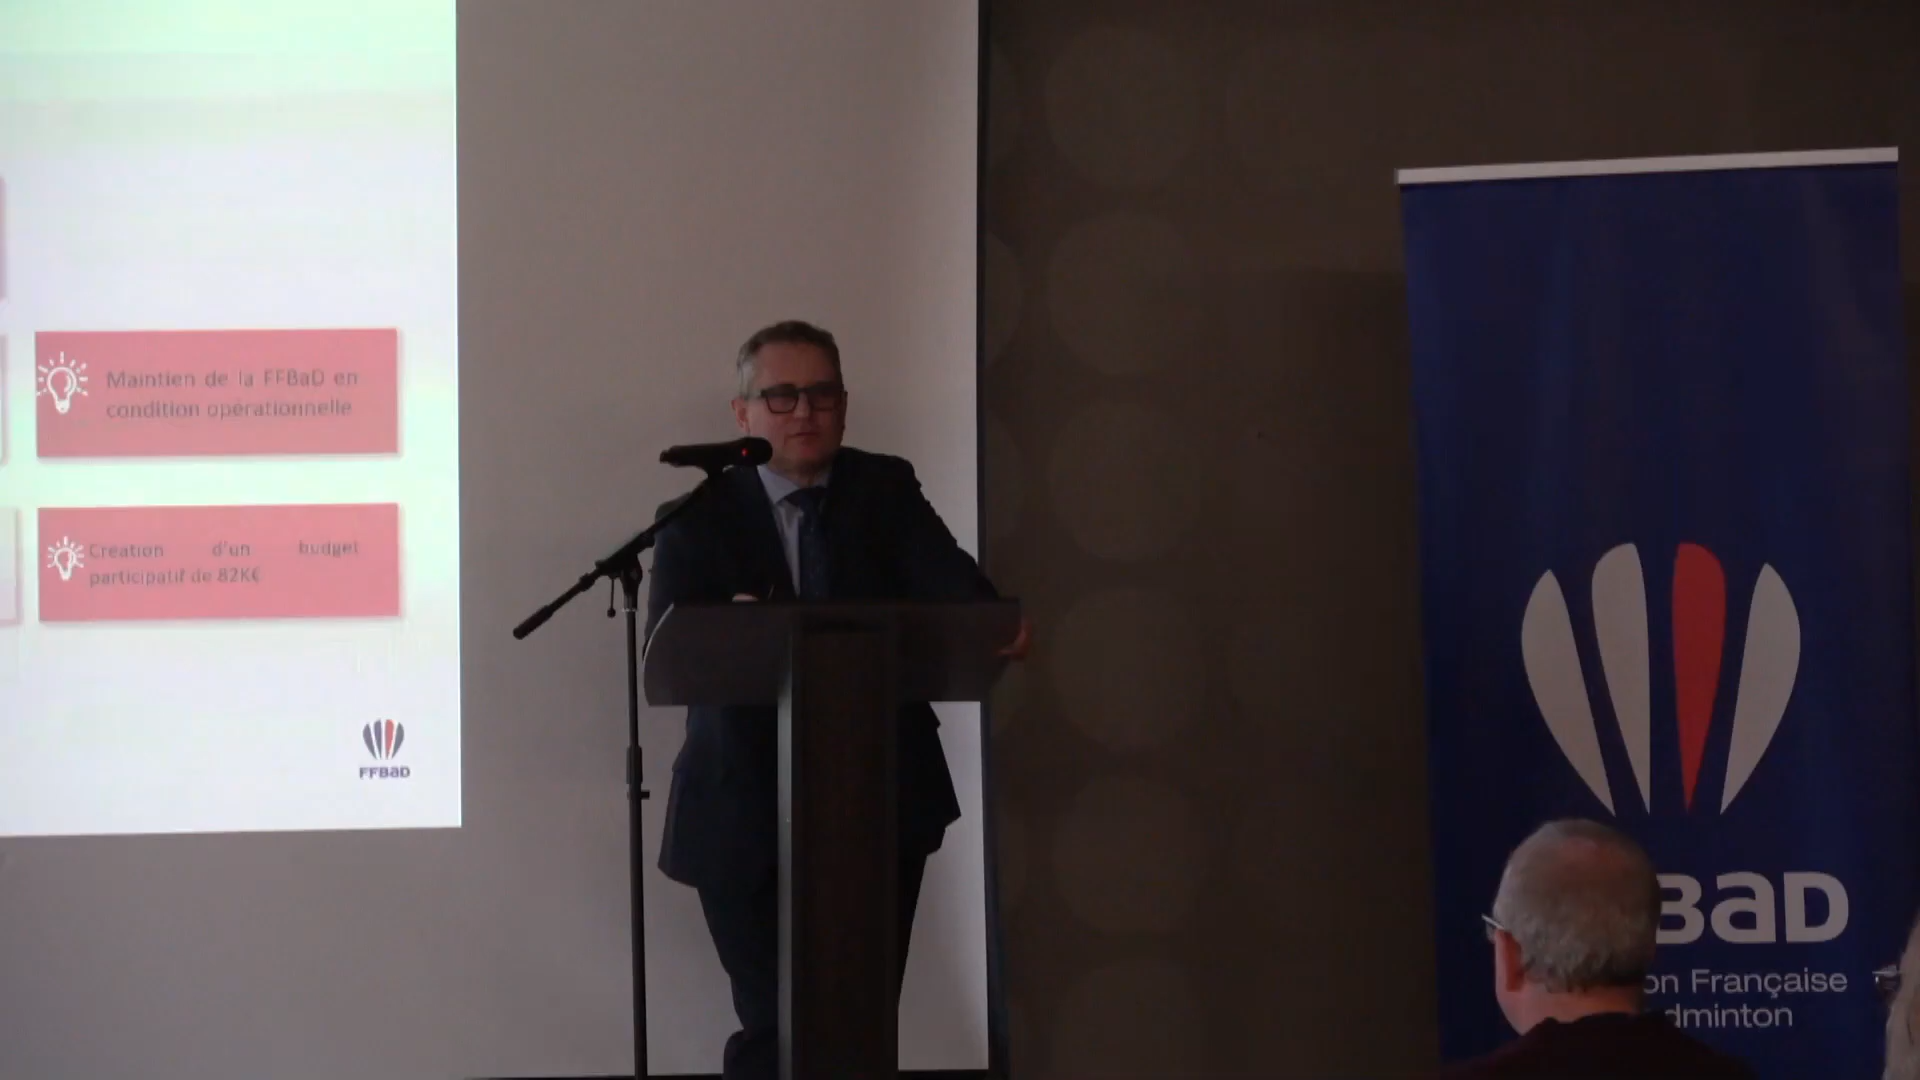 Maintien de la FFBaD en
condition opérationnelle
Création d'un budget
participatif de 82K€
FFBaD
BaD
on Française
dminton